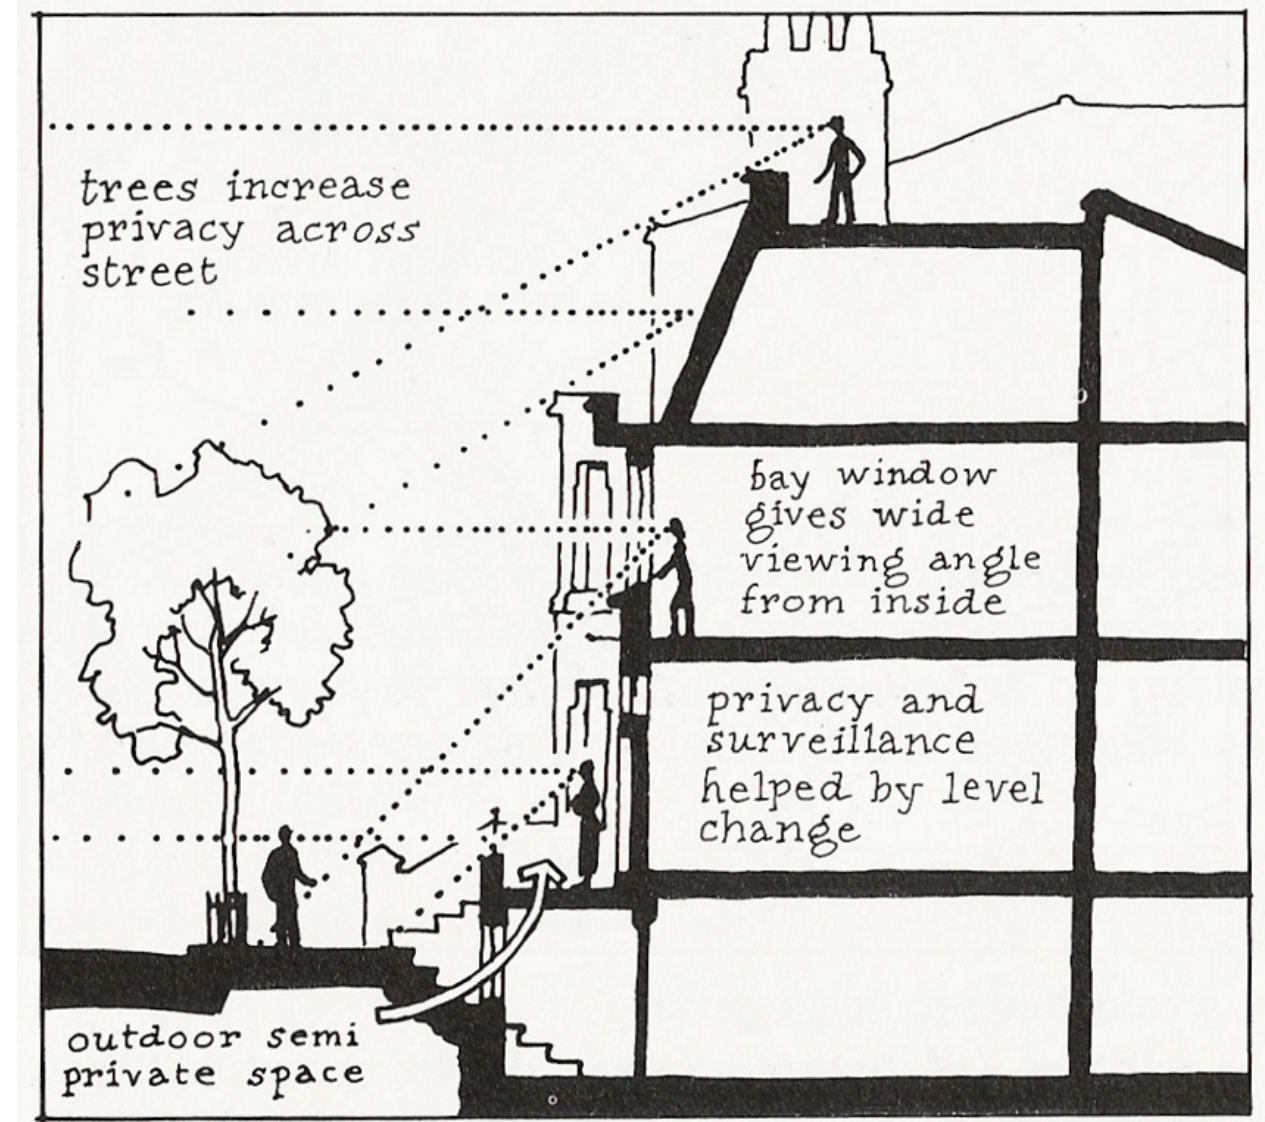 trees increase
privacy across
street
bay window
gives wide
viewing angle
from inside
privacy and
surveillance
helped by level
change
outdoor semi
private space